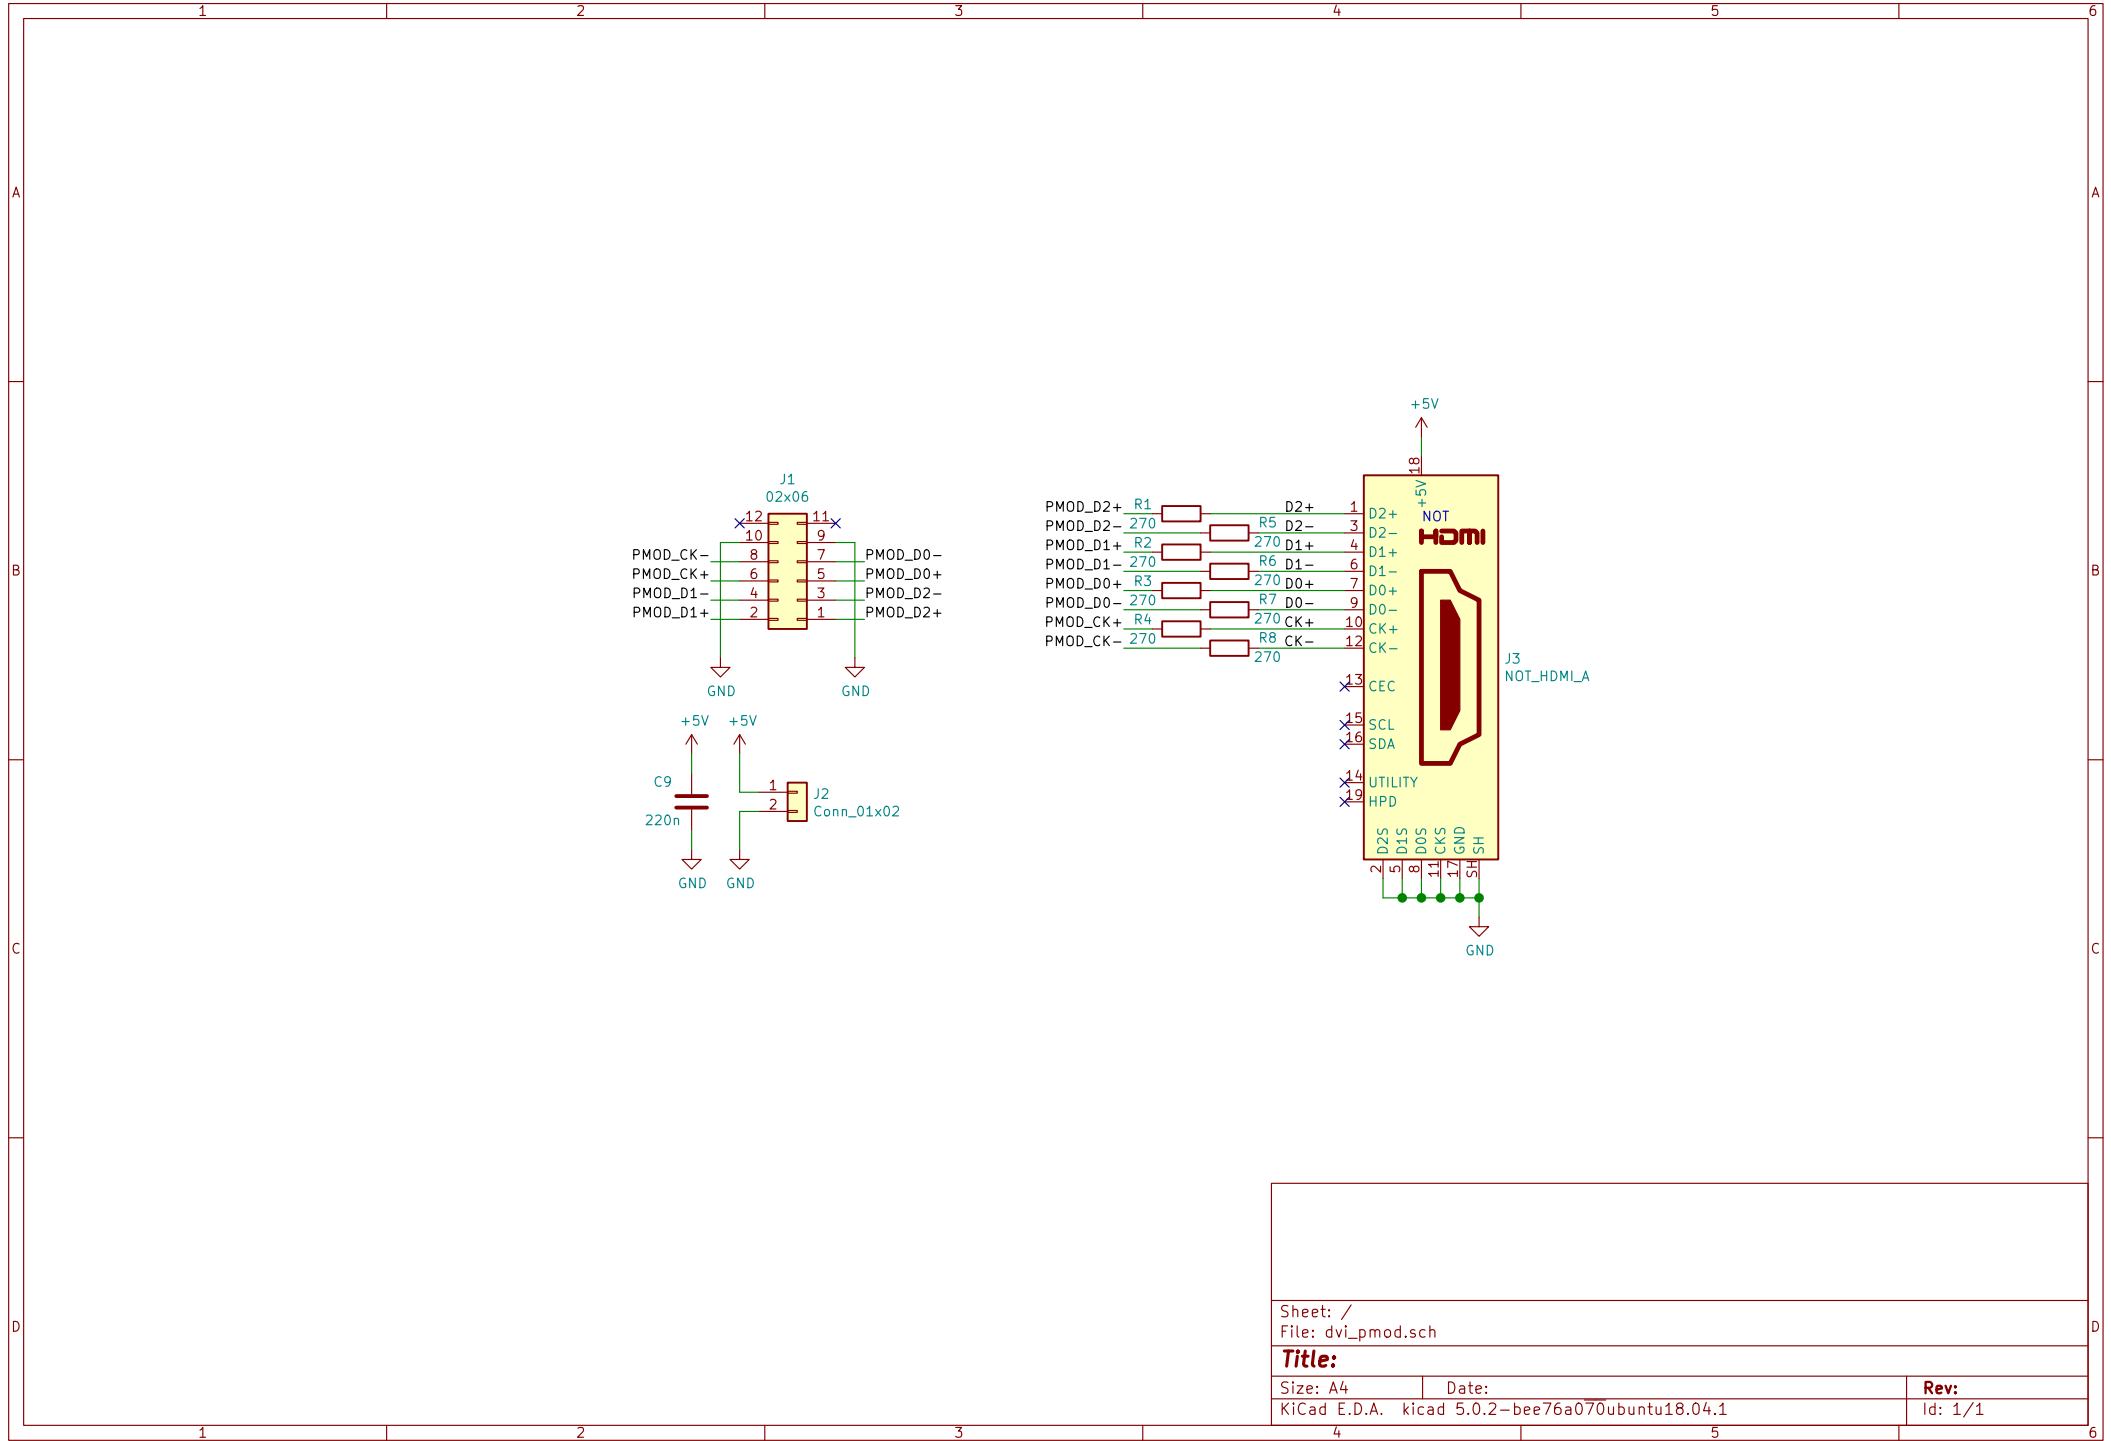 1 2 3 4 5 6
A A
B B
C C
D D
J1
02x06
12 11
10 9
PMOD_CK- 8 7 PMOD_D0-
PMOD_CK+ 6 5 PMOD_D0+
PMOD_D1- 4 3 PMOD_D2-
PMOD_D1+ 2 1 PMOD_D2+
GND GND
+5V +5V
C9
220n
1
2
J2
Conn_01x02
GND GND
+5V
18
+5V
NOT
HDMI
PMOD_D2+ R1 270 D2+ 1 D2+
PMOD_D2- R5 270 D2- 3 D2-
PMOD_D1+ R2 270 D1+ 4 D1+
PMOD_D1- R6 270 D1- 6 D1-
PMOD_D0+ R3 270 D0+ 7 D0+
PMOD_D0- R7 270 D0- 9 D0-
PMOD_CK+ R4 270 CK+ 10 CK+
PMOD_CK- R8 270 CK- 12 CK-
J3
NOT_HDMI_A
13 CEC
15 SCL
16 SDA
14 UTILITY
19 HPD
D2S D1S D0S CKS GND SH
2 5 8 11 17 SH
GND
Sheet: /
File: dvi_pmod.sch
Title:
Size: A4 Date: Rev:
KiCad E.D.A. kicad 5.0.2-bee76a070ubuntu18.04.1 Id: 1/1
1 2 3 4 5 6